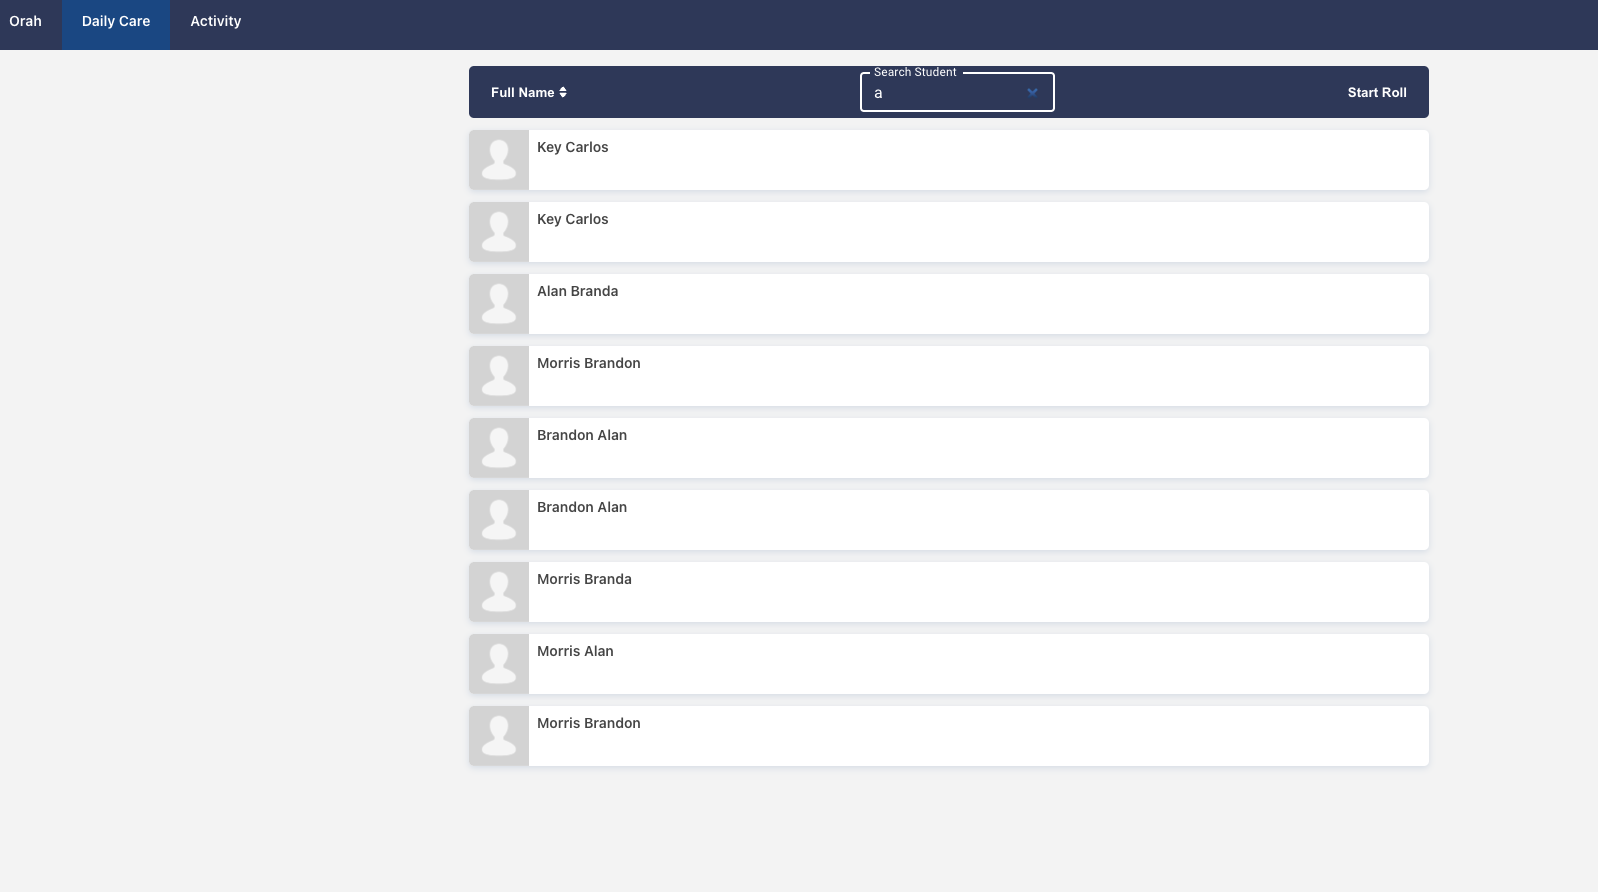 Orah Daily Care Activity
Full Name Search Student a Start Roll
Key Carlos
Key Carlos
Alan Branda
Morris Brandon
Brandon Alan
Brandon Alan
Morris Branda
Morris Alan
Morris Brandon